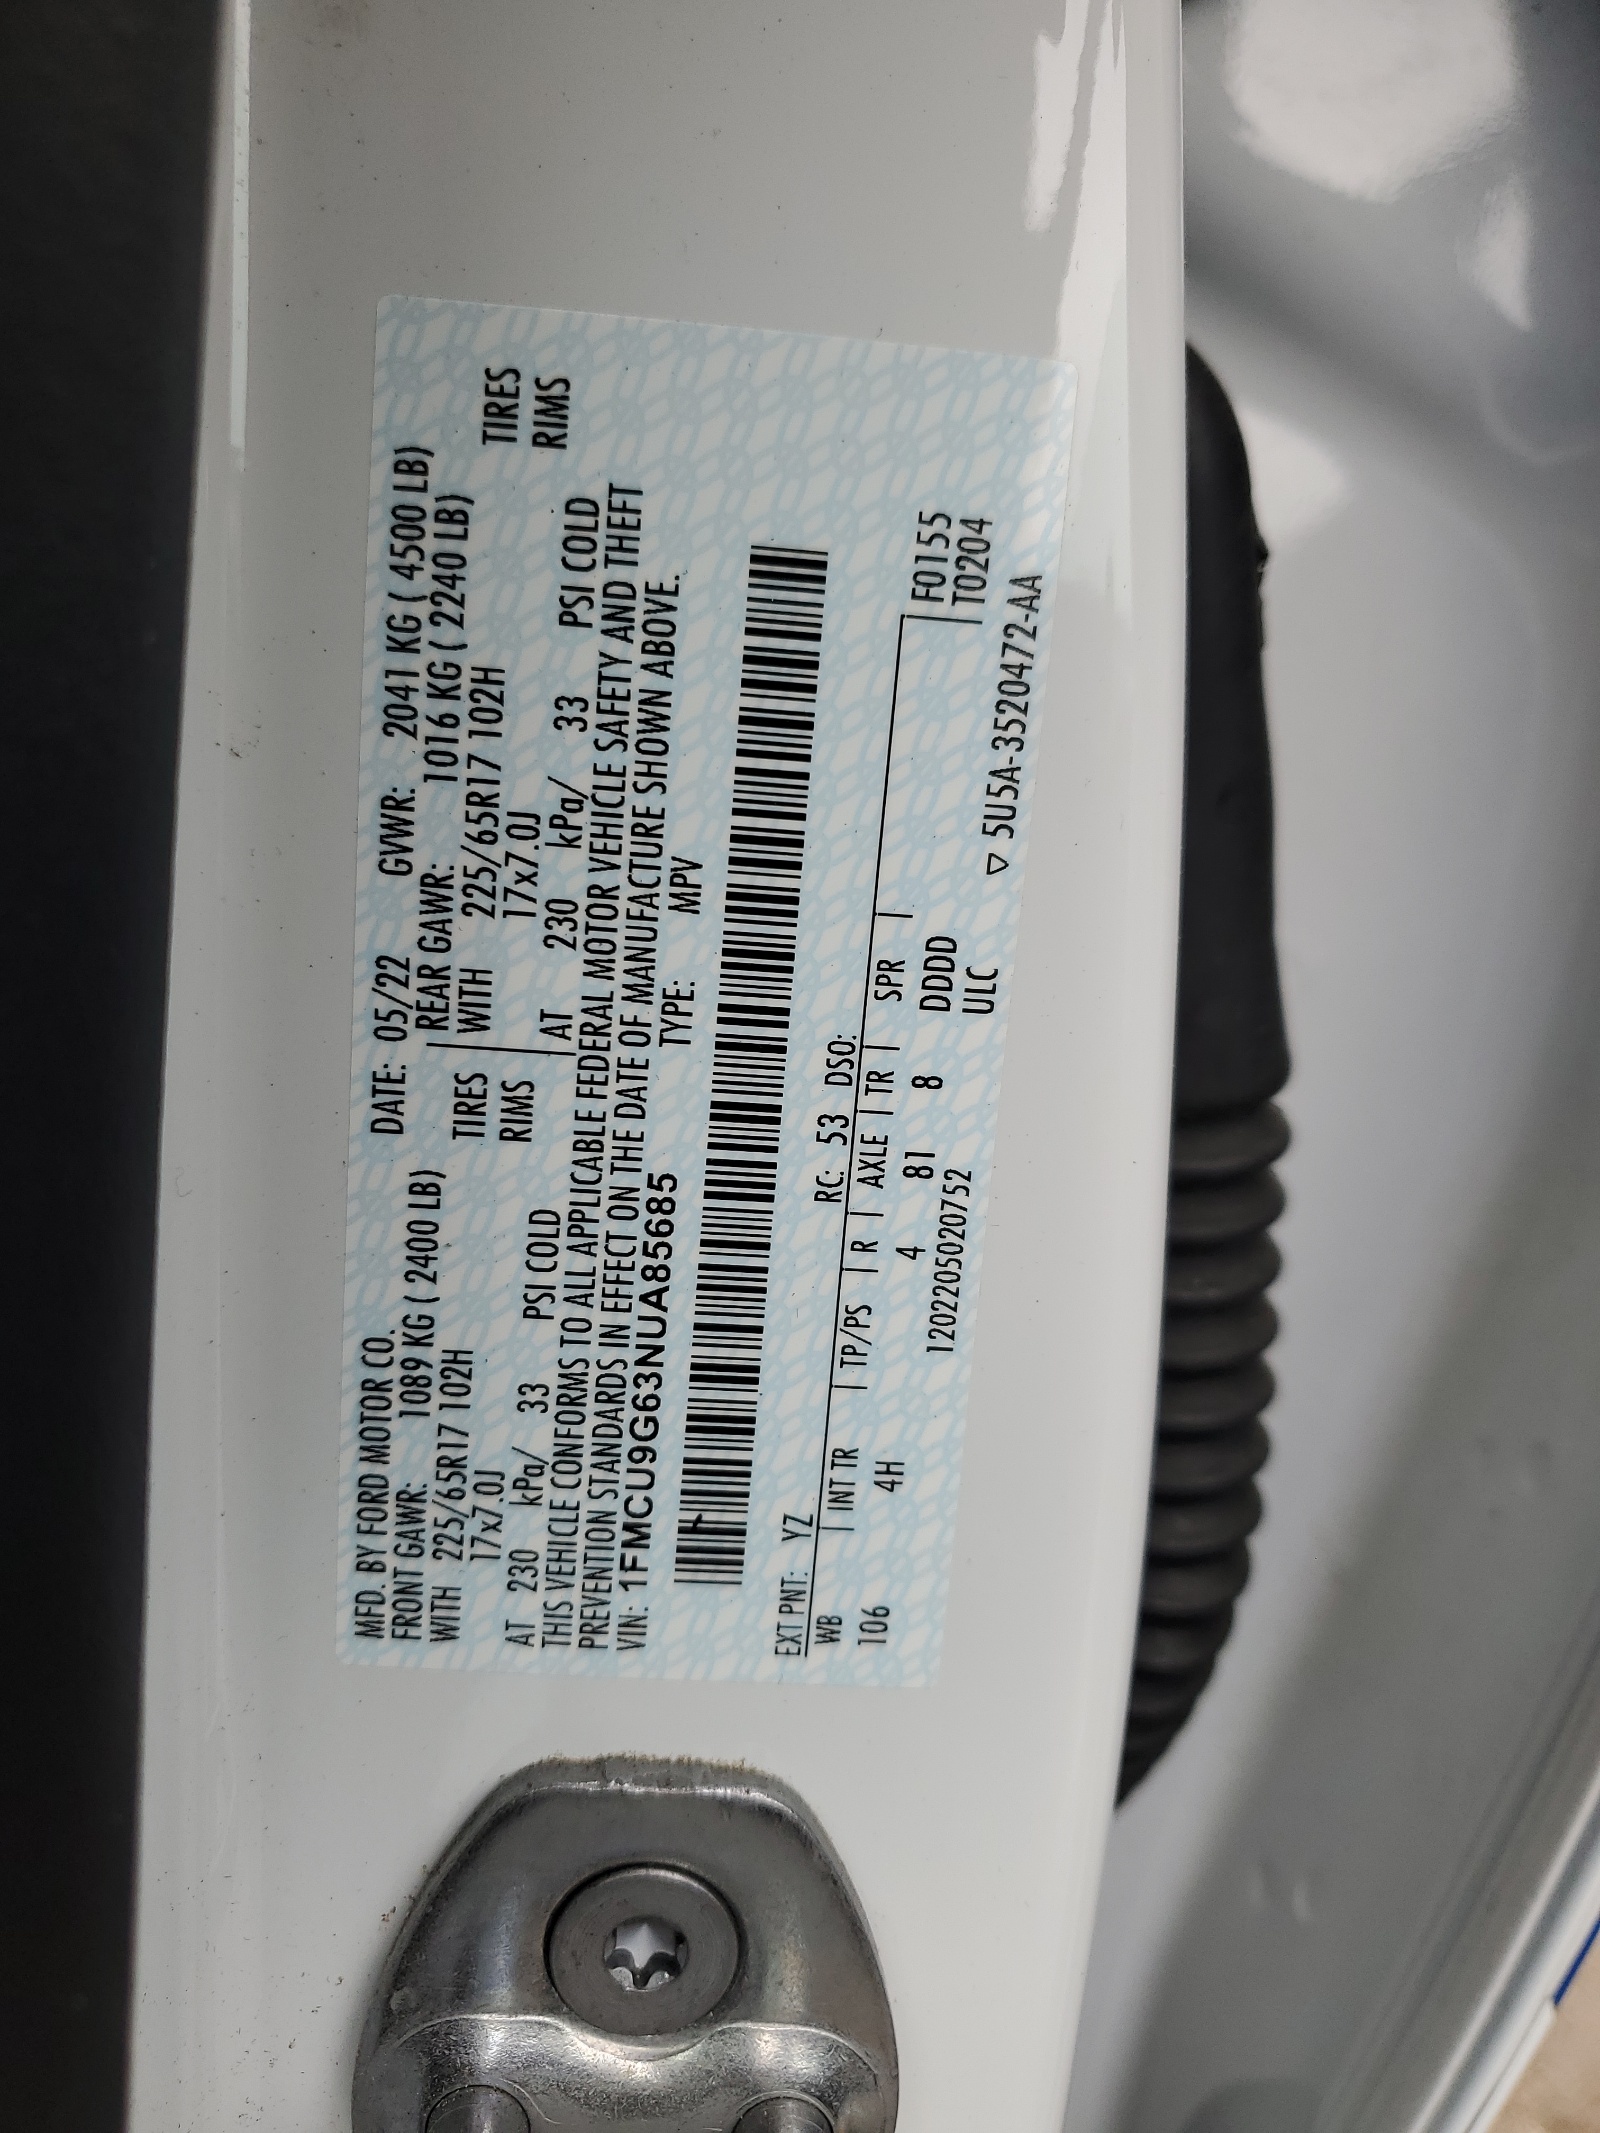 MFD. BY FORD MOTOR CO. DATE: 05/22 GVWR: 2041 KG ( 4500 LB)
FRONT GAWR: 1089 KG ( 2400 LB) REAR GAWR: 1016 KG ( 2240 LB)
WITH 225/65R17 102H TIRES WITH 225/65R17 102H TIRES
17x7.0J RIMS 17x7.0J RIMS
AT 230 kPa/ 33 PSI COLD AT 230 kPa/ 33 PSI COLD
THIS VEHICLE CONFORMS TO ALL APPLICABLE FEDERAL MOTOR VEHICLE SAFETY AND THEFT
PREVENTION STANDARDS IN EFFECT ON THE DATE OF MANUFACTURE SHOWN ABOVE.
VIN: 1FMCU9G63NUA85685 TYPE: MPV
EXT PNT: YZ RC: 53 DSO:
WB | INT TR | TP/PS | R | AXLE | TR | SPR | F0155
106 4H 4 81 8 DDDD T0204
1202205020752 ULC
▽ 5U5A-3520472-AA